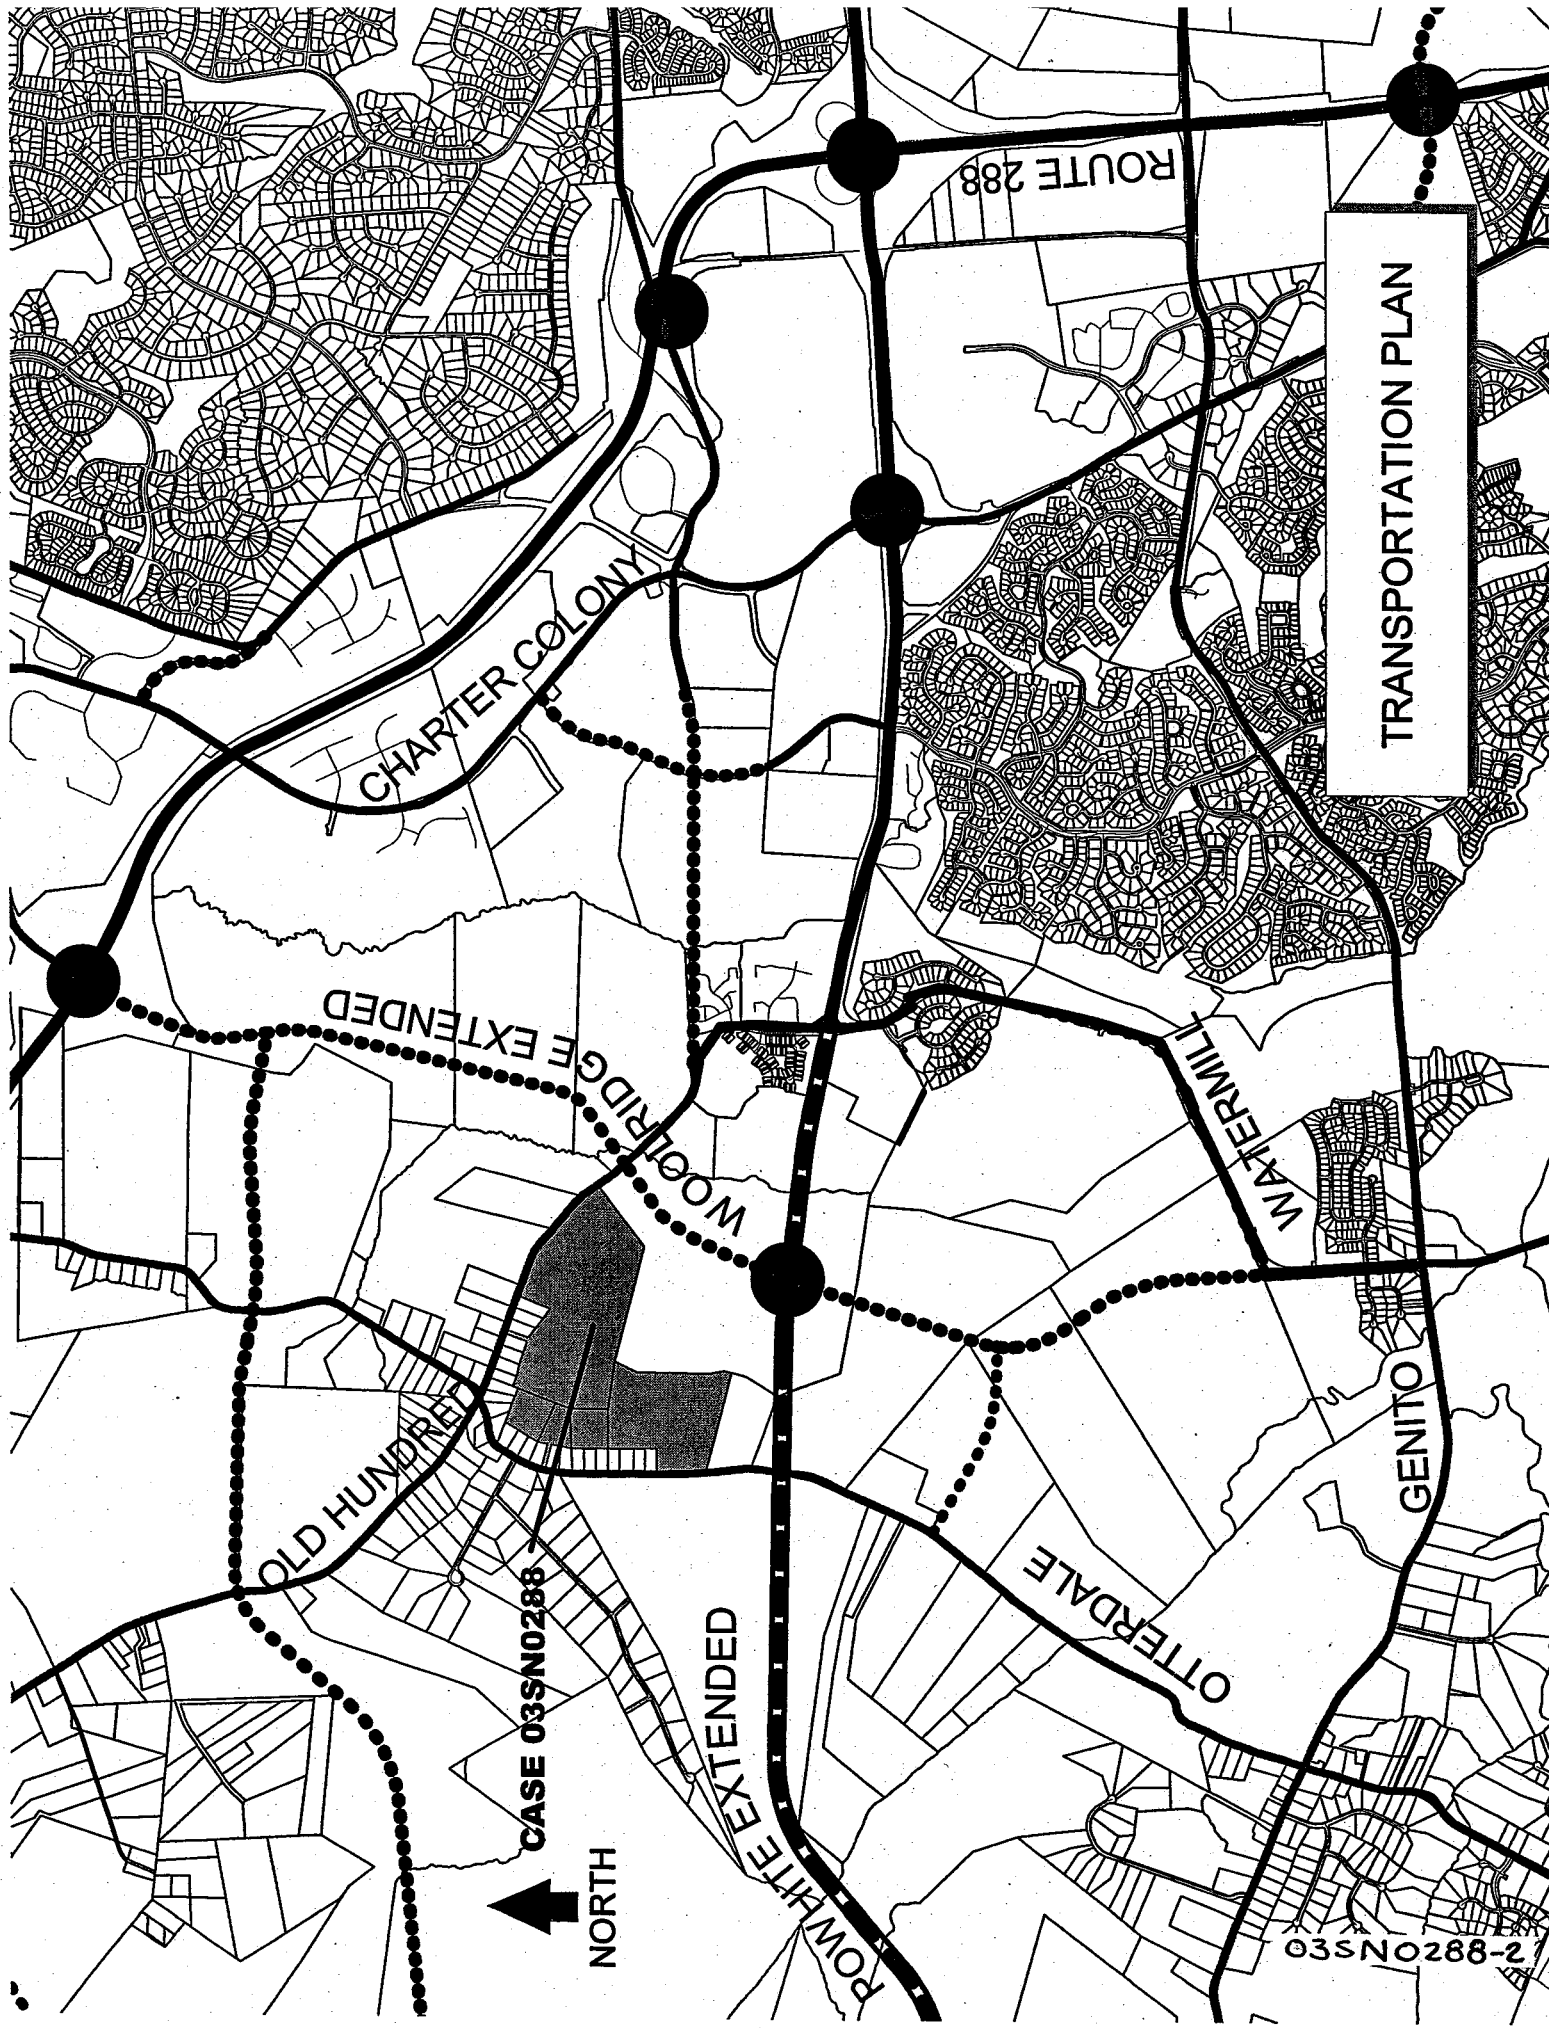 ROUTE 288
TRANSPORTATION PLAN
CHARTER COLONY
WOOLRIDGE EXTENDED
WATERMILL
OLD HUNDRED
GENITO
CASE 03SN0288
OTTERDALE
POWHITE EXTENDED
NORTH
03SN0288-2